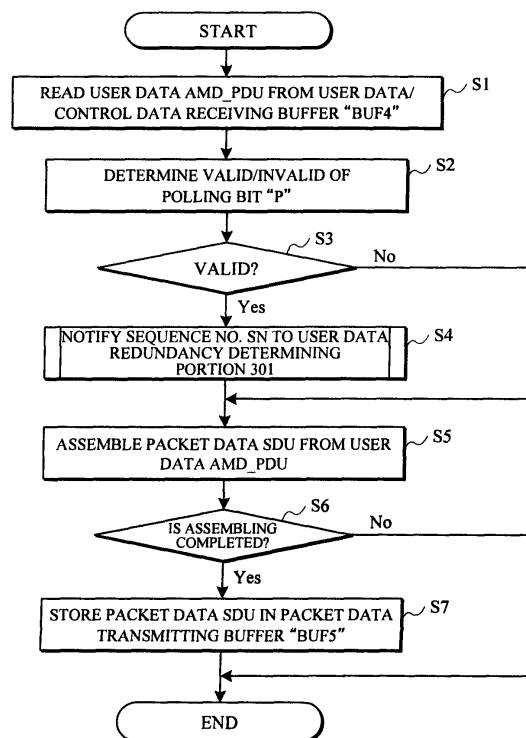 START
S1
READ USER DATA AMD_PDU FROM USER DATA/
CONTROL DATA RECEIVING BUFFER "BUF4"
S2
DETERMINE VALID/INVALID OF
POLLING BIT "P"
S3
No
VALID?
Yes
S4
NOTIFY SEQUENCE NO. SN TO USER DATA
REDUNDANCY DETERMINING
PORTION 301
S5
ASSEMBLE PACKET DATA SDU FROM USER
DATA AMD_PDU
S6
No
IS ASSEMBLING
COMPLETED?
Yes
S7
STORE PACKET DATA SDU IN PACKET DATA
TRANSMITTING BUFFER "BUF5"
END